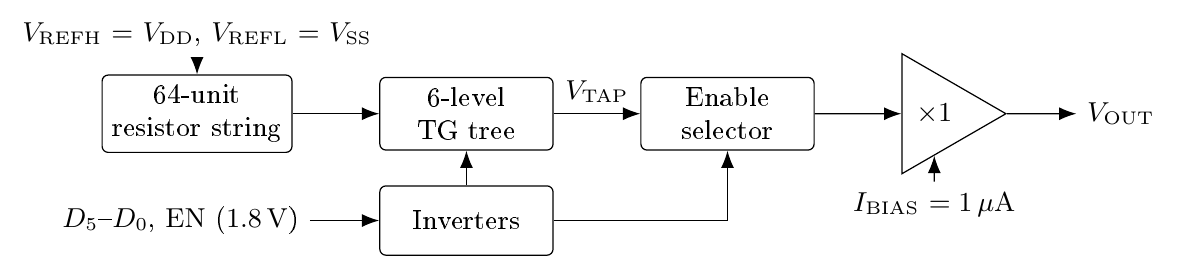 V_REFH = V_DD, V_REFL = V_SS
64-unit
resistor string
6-level
TG tree
V_TAP
Enable
selector
×1
V_OUT
D_5–D_0, EN (1.8 V)
Inverters
I_BIAS = 1 μA